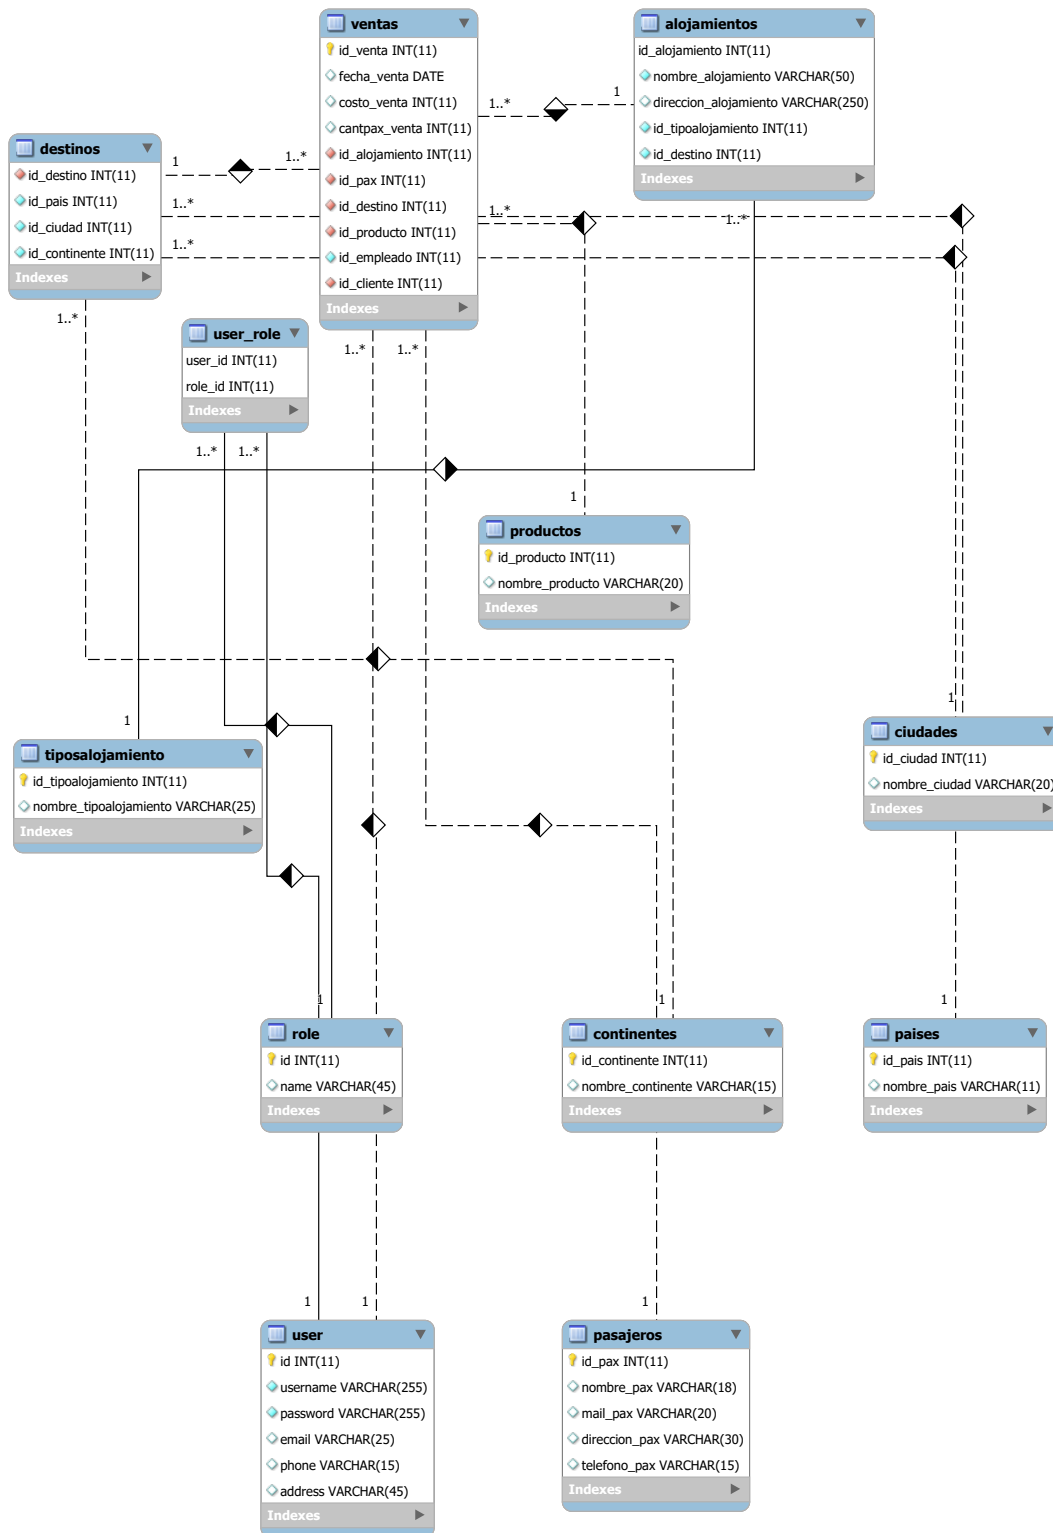 ventas
id_venta INT(11)
fecha_venta DATE
costo_venta INT(11)
cantpax_venta INT(11)
id_alojamiento INT(11)
id_pax INT(11)
id_destino INT(11)
id_producto INT(11)
id_empleado INT(11)
id_cliente INT(11)
Indexes
alojamientos
id_alojamiento INT(11)
nombre_alojamiento VARCHAR(50)
direccion_alojamiento VARCHAR(250)
id_tipoalojamiento INT(11)
id_destino INT(11)
Indexes
1..*
1
destinos
id_destino INT(11)
id_pais INT(11)
id_ciudad INT(11)
id_continente INT(11)
Indexes
1
1..*
1..*
1..*
1..*
1..*
1..*
user_role
user_id INT(11)
role_id INT(11)
Indexes
1..*
1..*
1..*
1..*
1
productos
id_producto INT(11)
nombre_producto VARCHAR(20)
Indexes
1
tiposalojamiento
id_tipoalojamiento INT(11)
nombre_tipoalojamiento VARCHAR(25)
Indexes
1
ciudades
id_ciudad INT(11)
nombre_ciudad VARCHAR(20)
Indexes
1
role
id INT(11)
name VARCHAR(45)
Indexes
1
continentes
id_continente INT(11)
nombre_continente VARCHAR(15)
Indexes
1
paises
id_pais INT(11)
nombre_pais VARCHAR(11)
Indexes
1
1
user
id INT(11)
username VARCHAR(255)
password VARCHAR(255)
email VARCHAR(25)
phone VARCHAR(15)
address VARCHAR(45)
Indexes
1
pasajeros
id_pax INT(11)
nombre_pax VARCHAR(18)
mail_pax VARCHAR(20)
direccion_pax VARCHAR(30)
telefono_pax VARCHAR(15)
Indexes